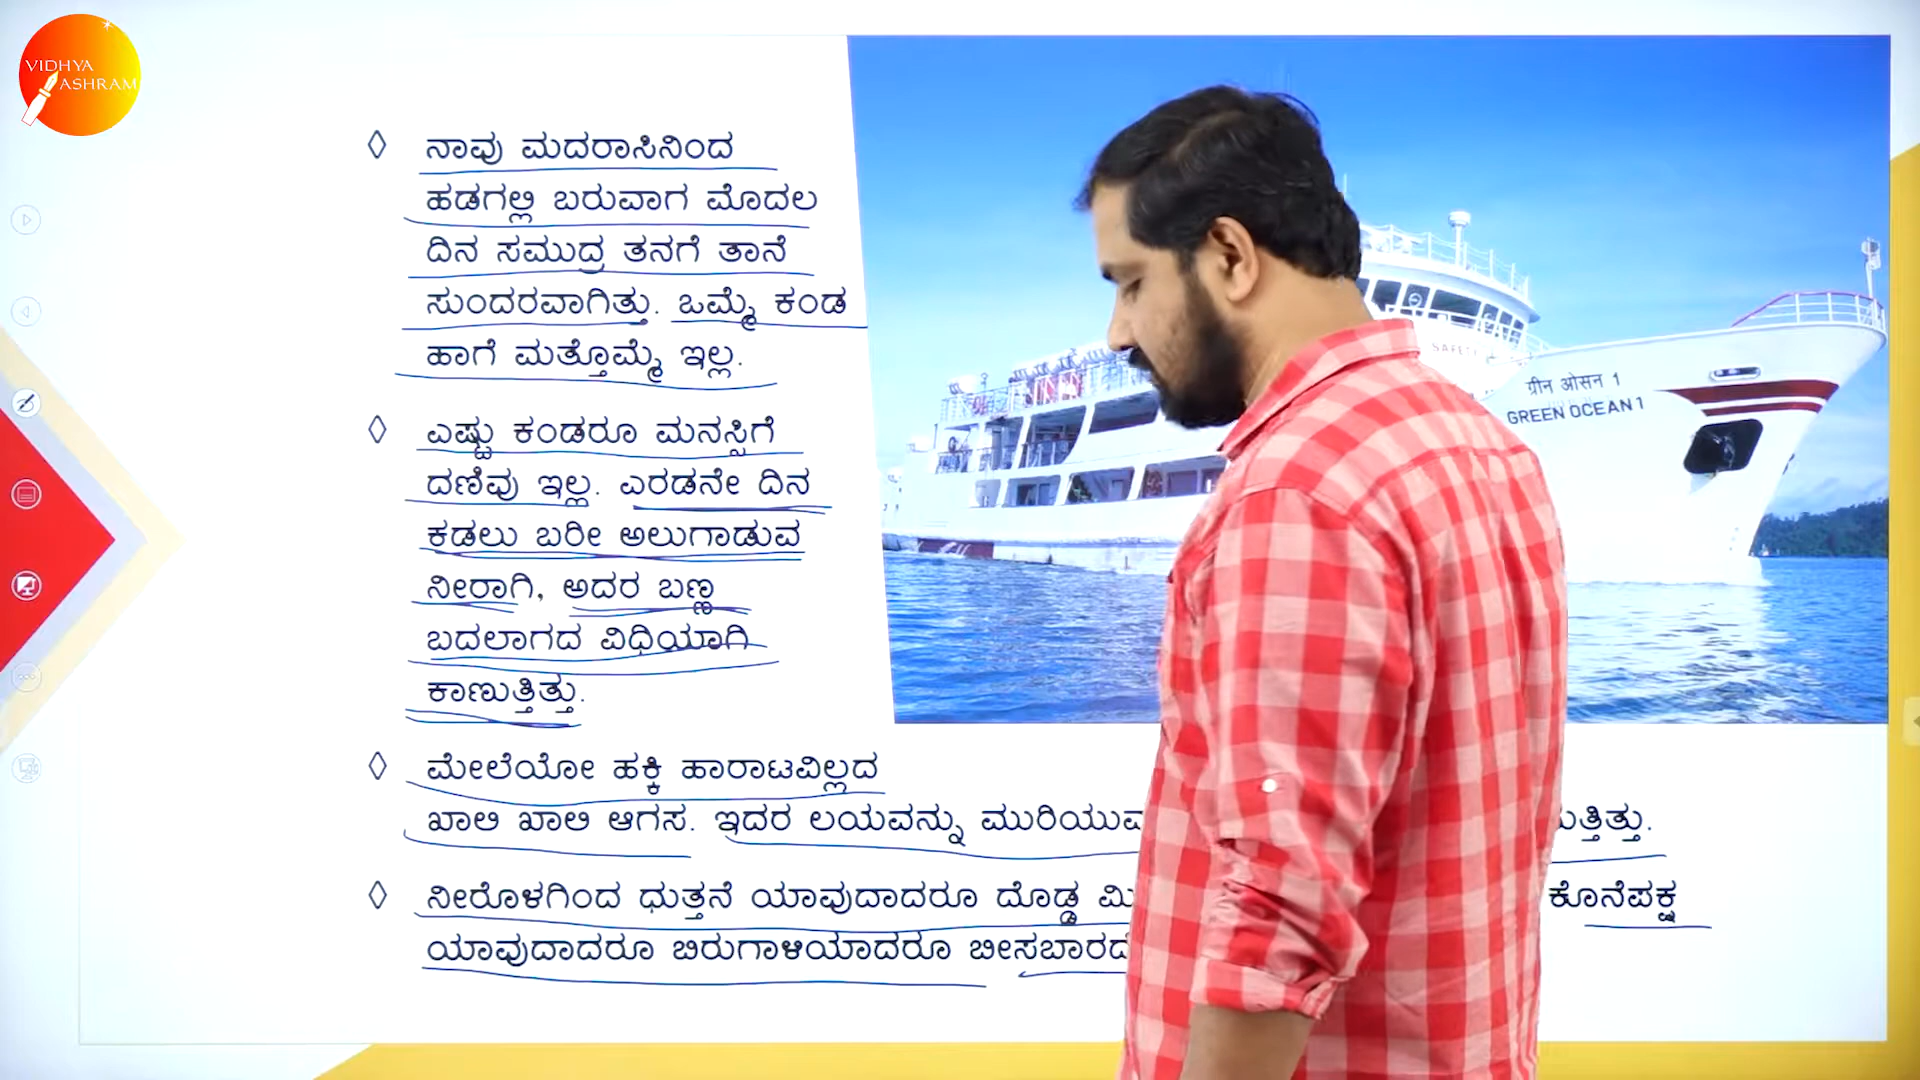 VIDHYA
ASHRAM
◊ ನಾವು ಮದರಾಸಿನಿಂದ
ಹಡಗಲ್ಲಿ ಬರುವಾಗ ಮೊದಲ
ದಿನ ಸಮುದ್ರ ತನಗೆ ತಾನೆ
ಸುಂದರವಾಗಿತ್ತು. ಒಮ್ಮೆ ಕಂಡ
ಹಾಗೆ ಮತ್ತೊಮ್ಮೆ ಇಲ್ಲ.
◊ ಎಷ್ಟು ಕಂಡರೂ ಮನಸ್ಸಿಗೆ
ದಣಿವು ಇಲ್ಲ. ಎರಡನೇ ದಿನ
ಕಡಲು ಬರೀ ಅಲುಗಾಡುವ
ನೀರಾಗಿ, ಅದರ ಬಣ್ಣ
ಬದಲಾಗದ ವಿಧಿಯಾಗಿ
ಕಾಣುತ್ತಿತ್ತು.
◊ ಮೇಲೆಯೋ ಹಕ್ಕಿ ಹಾರಾಟವಿಲ್ಲದ
ಖಾಲಿ ಖಾಲಿ ಆಗಸ. ಇದರ ಲಯವನ್ನು ಮುರಿಯುವ
◊ ನೀರೊಳಗಿಂದ ಧುತ್ತನೆ ಯಾವುದಾದರೂ ದೊಡ್ಡ ಕೊನೆಪಕ್ಷ
ಯಾವುದಾದರೂ ಬಿರುಗಾಳಿಯಾದರೂ ಬೀಸಬಾರದ
SAFETY
ग्रीन ओसन 1
GREEN OCEAN 1